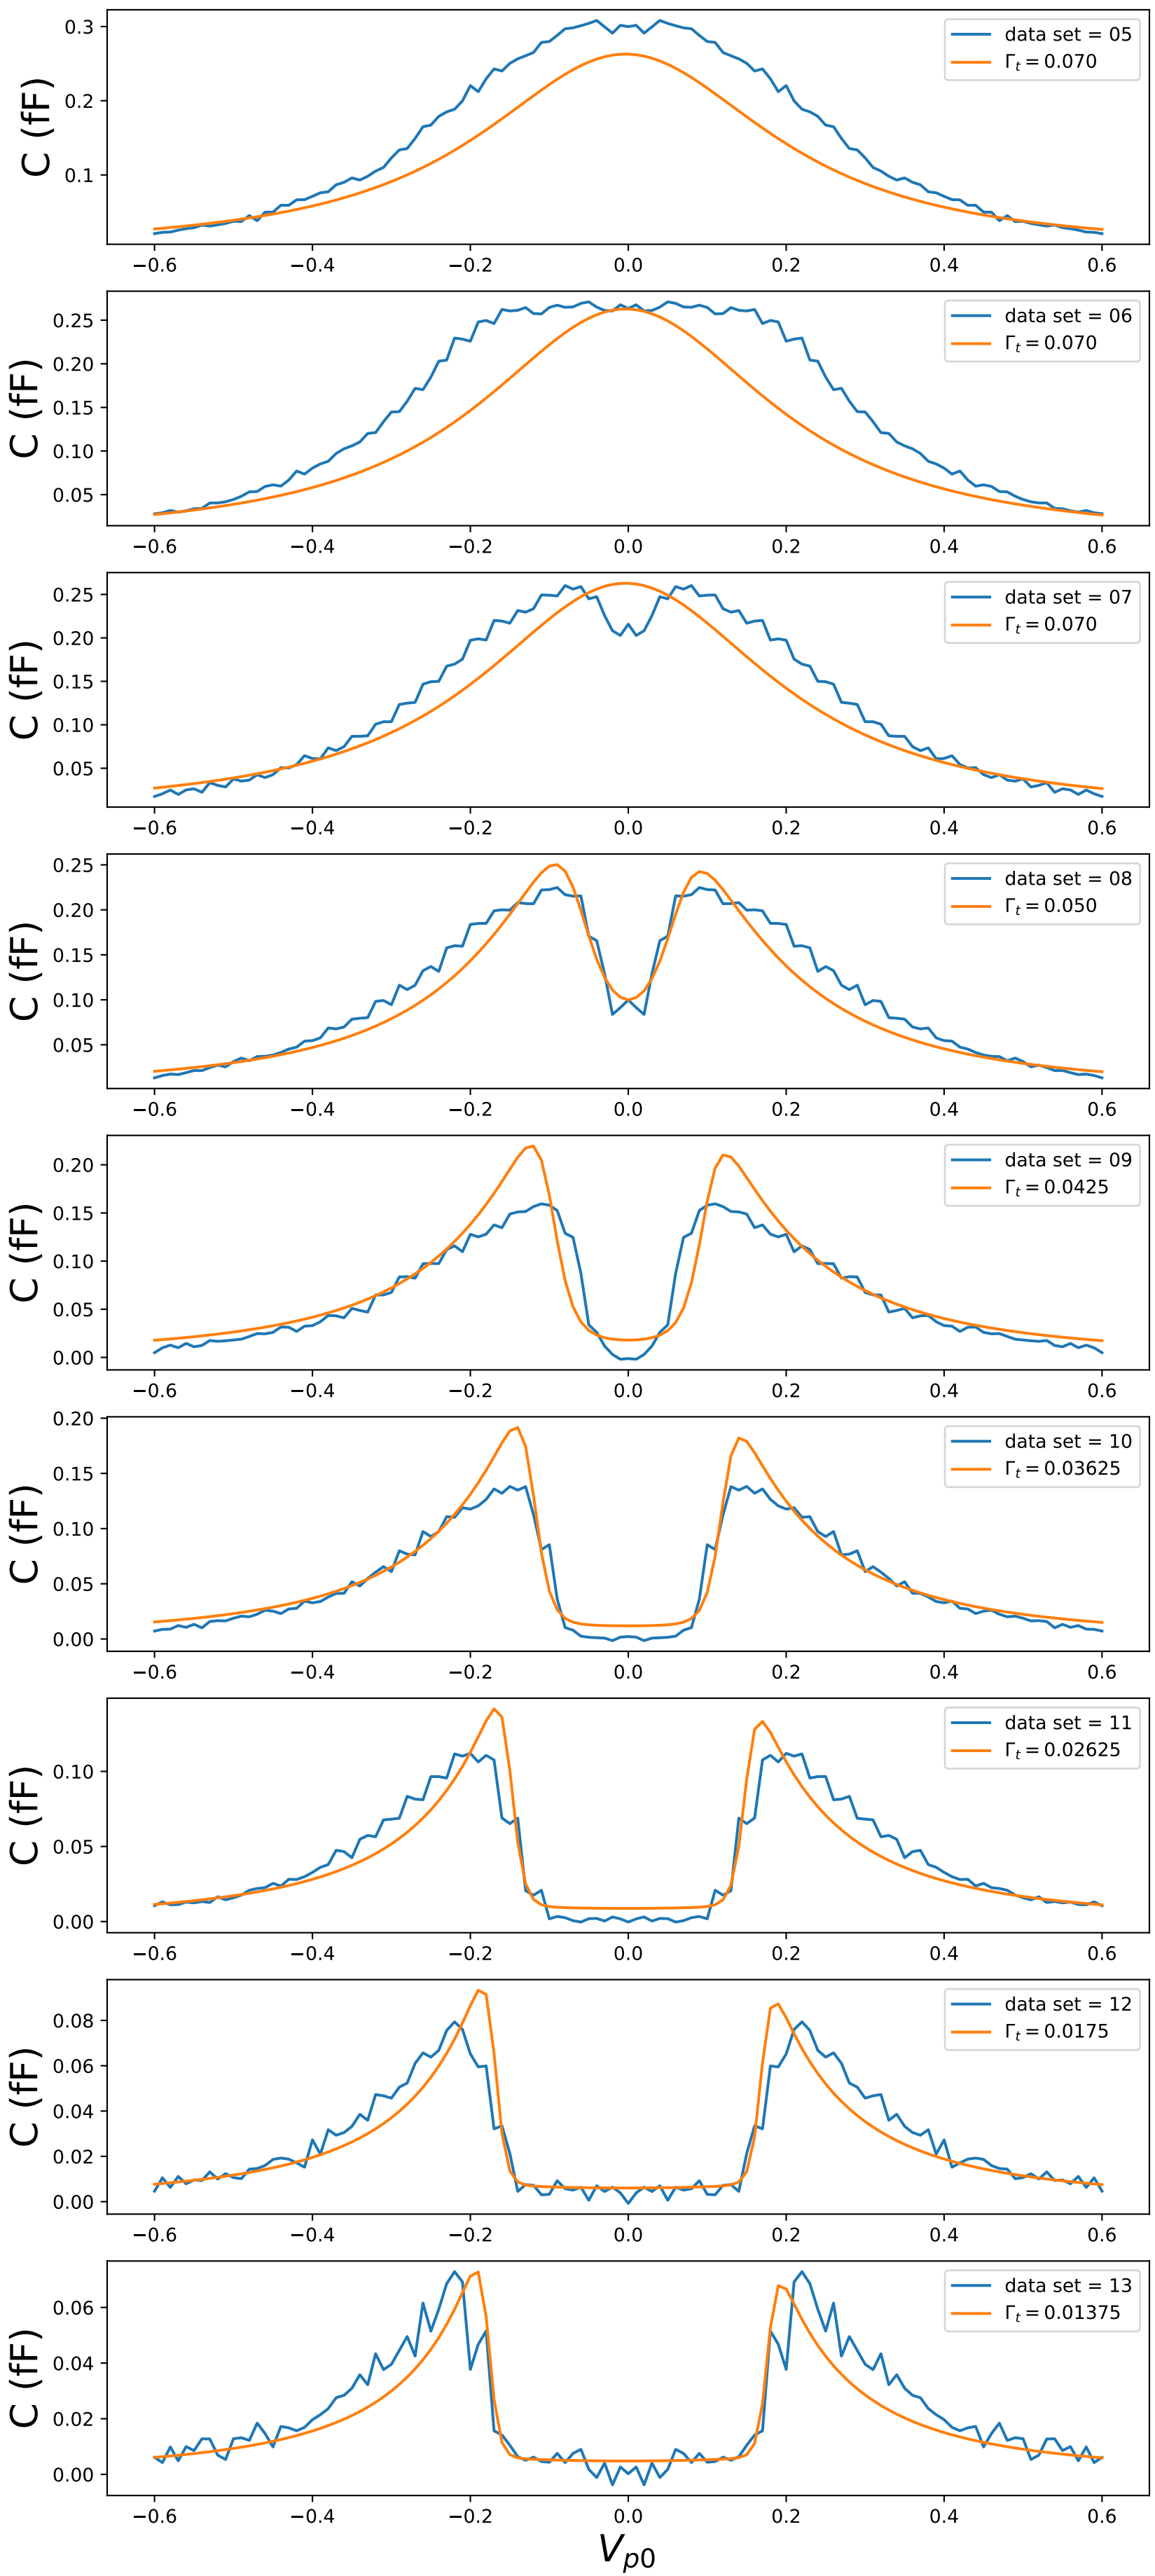 C (fF)
0.3
0.2
0.1
data set = 05
Γₜ = 0.070
−0.6 −0.4 −0.2 0.0 0.2 0.4 0.6
C (fF)
0.25
0.20
0.15
0.10
0.05
data set = 06
Γₜ = 0.070
−0.6 −0.4 −0.2 0.0 0.2 0.4 0.6
C (fF)
0.25
0.20
0.15
0.10
0.05
data set = 07
Γₜ = 0.070
−0.6 −0.4 −0.2 0.0 0.2 0.4 0.6
C (fF)
0.25
0.20
0.15
0.10
0.05
data set = 08
Γₜ = 0.050
−0.6 −0.4 −0.2 0.0 0.2 0.4 0.6
C (fF)
0.20
0.15
0.10
0.05
0.00
data set = 09
Γₜ = 0.0425
−0.6 −0.4 −0.2 0.0 0.2 0.4 0.6
C (fF)
0.20
0.15
0.10
0.05
0.00
data set = 10
Γₜ = 0.03625
−0.6 −0.4 −0.2 0.0 0.2 0.4 0.6
C (fF)
0.10
0.05
0.00
data set = 11
Γₜ = 0.02625
−0.6 −0.4 −0.2 0.0 0.2 0.4 0.6
C (fF)
0.08
0.06
0.04
0.02
0.00
data set = 12
Γₜ = 0.0175
−0.6 −0.4 −0.2 0.0 0.2 0.4 0.6
C (fF)
0.06
0.04
0.02
0.00
data set = 13
Γₜ = 0.01375
−0.6 −0.4 −0.2 0.0 0.2 0.4 0.6
Vₚ₀